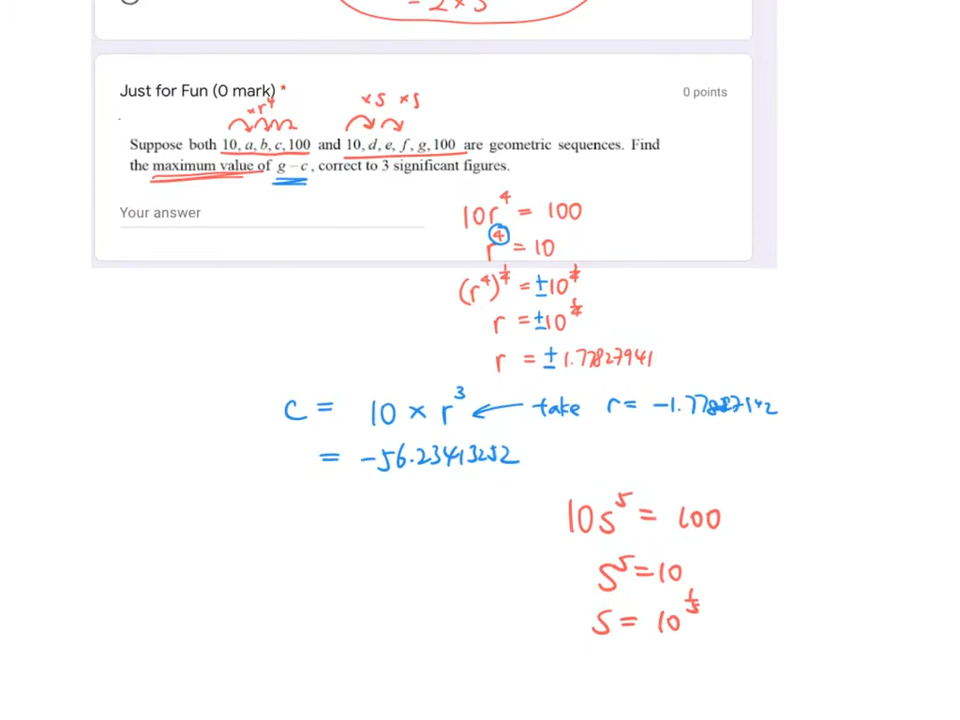 = 2 × 5
Just for Fun (0 mark) *
0 points
×r⁴
×s ×s
Suppose both 10, a, b, c, 100 and 10, d, e, f, g, 100 are geometric sequences. Find
the maximum value of g – c, correct to 3 significant figures.
Your answer
10r⁴ = 100
r⁴ = 10
(r⁴)^¼ = ±10^¼
r = ±10^¼
r = ±1.77827941
c = 10 × r³ ← take r =
= -56.23413252
10s⁵ = 100
s⁵ = 10
s = 10^⅕